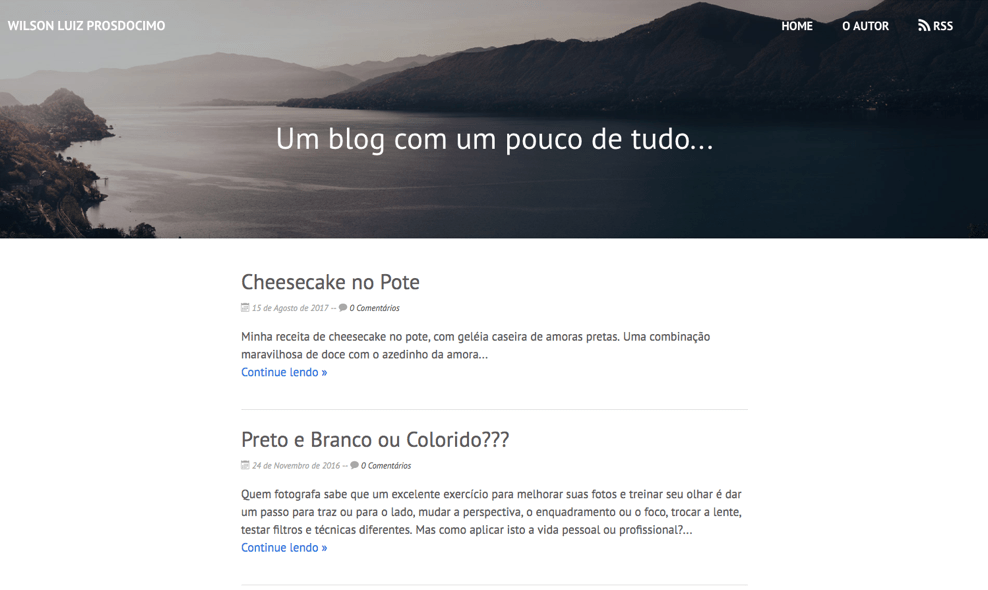 WILSON LUIZ PROSDOCIMO
HOME O AUTOR RSS
Um blog com um pouco de tudo...
Cheesecake no Pote
15 de Agosto de 2017 -- 0 Comentários
Minha receita de cheesecake no pote, com geléia caseira de amoras pretas. Uma combinação
maravilhosa de doce com o azedinho da amora...
Continue lendo »
Preto e Branco ou Colorido???
24 de Novembro de 2016 -- 0 Comentários
Quem fotografa sabe que um excelente exercício para melhorar suas fotos e treinar seu olhar é dar
um passo para traz ou para o lado, mudar a perspectiva, o enquadramento ou o foco, trocar a lente,
testar filtros e técnicas diferentes. Mas como aplicar isto a vida pessoal ou profissional?...
Continue lendo »